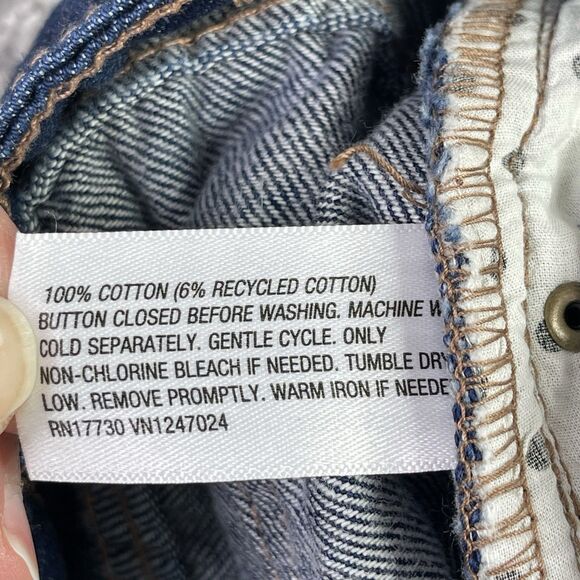 100% COTTON (6% RECYCLED COTTON)
BUTTON CLOSED BEFORE WASHING. MACHINE W
COLD SEPARATELY. GENTLE CYCLE. ONLY
NON-CHLORINE BLEACH IF NEEDED. TUMBLE DRY
LOW. REMOVE PROMPTLY. WARM IRON IF NEEDE
RN17730 VN1247024